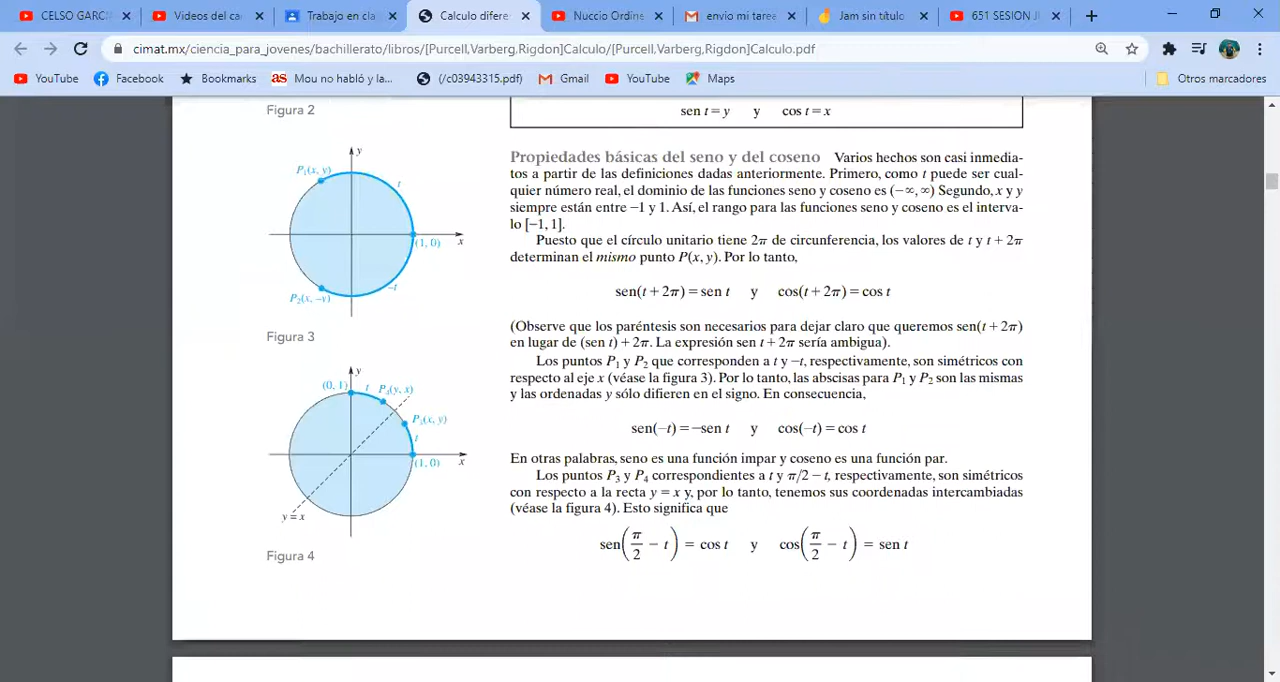 CELSO GARCÍ
Videos del car
Trabajo en cla
Calculo difere
Nuccio Ordine
envio mi taree
Jam sin título
651 SESION J
cimat.mx/ciencia_para_jovenes/bachillerato/libros/[Purcell,Varberg,Rigdon]Calculo/[Purcell,Varberg,Rigdon]Calculo.pdf
YouTube Facebook Bookmarks Mou no habló y la... (/c03943315.pdf) Gmail YouTube Maps Otros marcadores
Figura 2
sen t = y y cos t = x
y
P₁(x, y)
t
(1, 0)
x
−t
P₂(x, −y)
Figura 3
Propiedades básicas del seno y del coseno Varios hechos son casi inmedia-
tos a partir de las definiciones dadas anteriormente. Primero, como t puede ser cual-
quier número real, el dominio de las funciones seno y coseno es (−∞, ∞) Segundo, x y y
siempre están entre −1 y 1. Así, el rango para las funciones seno y coseno es el interva-
lo [−1, 1].
Puesto que el círculo unitario tiene 2π de circunferencia, los valores de t y t + 2π
determinan el mismo punto P(x, y). Por lo tanto,
sen(t + 2π) = sen t y cos(t + 2π) = cos t
(Observe que los paréntesis son necesarios para dejar claro que queremos sen(t + 2π)
en lugar de (sen t) + 2π. La expresión sen t + 2π sería ambigua).
Los puntos P₁ y P₂ que corresponden a t y −t, respectivamente, son simétricos con
respecto al eje x (véase la figura 3). Por lo tanto, las abscisas para P₁ y P₂ son las mismas
y las ordenadas y sólo difieren en el signo. En consecuencia,
sen(−t) = −sen t y cos(−t) = cos t
En otras palabras, seno es una función impar y coseno es una función par.
Los puntos P₃ y P₄ correspondientes a t y π/2 − t, respectivamente, son simétricos
con respecto a la recta y = x y, por lo tanto, tenemos sus coordenadas intercambiadas
(véase la figura 4). Esto significa que
sen(π/2 − t) = cos t y cos(π/2 − t) = sen t
y
(0, 1) t (y, x)
(x, y)
t
(1, 0)
x
y = x
Figura 4